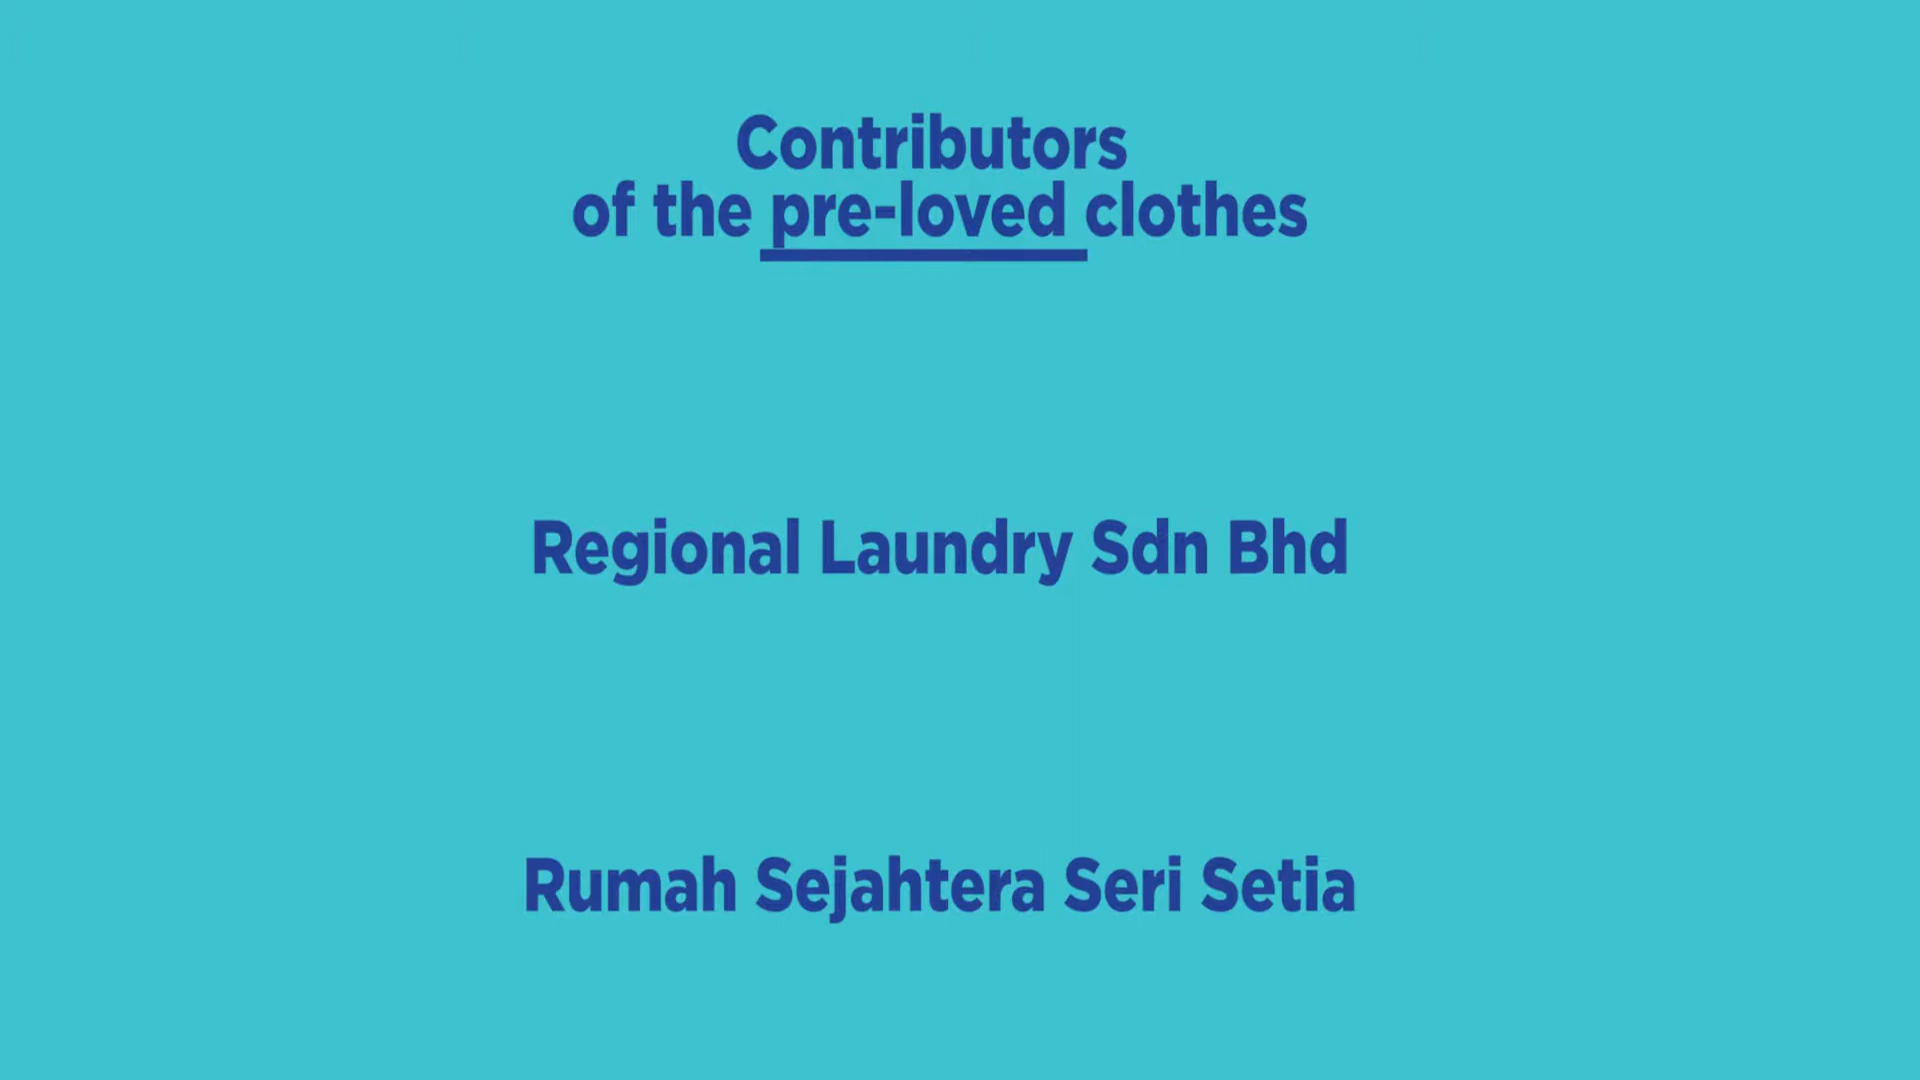 Contributors
of the pre-loved clothes
Regional Laundry Sdn Bhd
Rumah Sejahtera Seri Setia